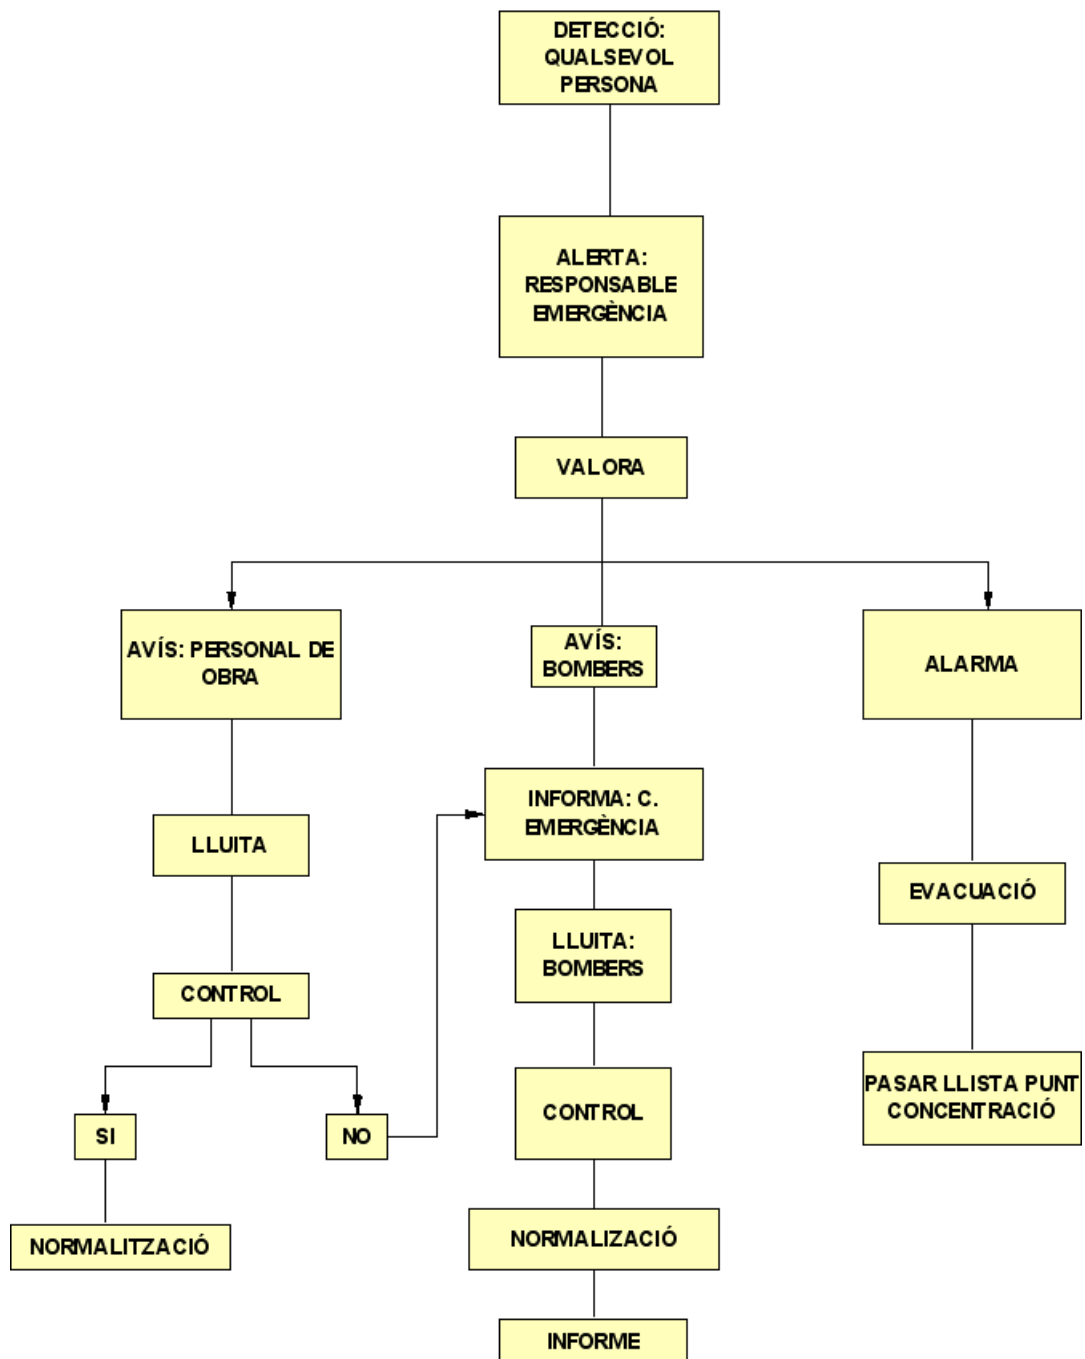 DETECCIÓ:
QUALSEVOL
PERSONA
ALERTA:
RESPONSABLE
EMERGÈNCIA
VALORA
AVÍS: PERSONAL DE
OBRA
AVÍS:
BOMBERS
ALARMA
INFORMA: C.
EMERGÈNCIA
LLUITA
EVACUACIÓ
LLUITA:
BOMBERS
CONTROL
PASAR LLISTA PUNT
CONCENTRACIÓ
CONTROL
SI
NO
NORMALITZACIÓ
NORMALIZACIÓ
INFORME